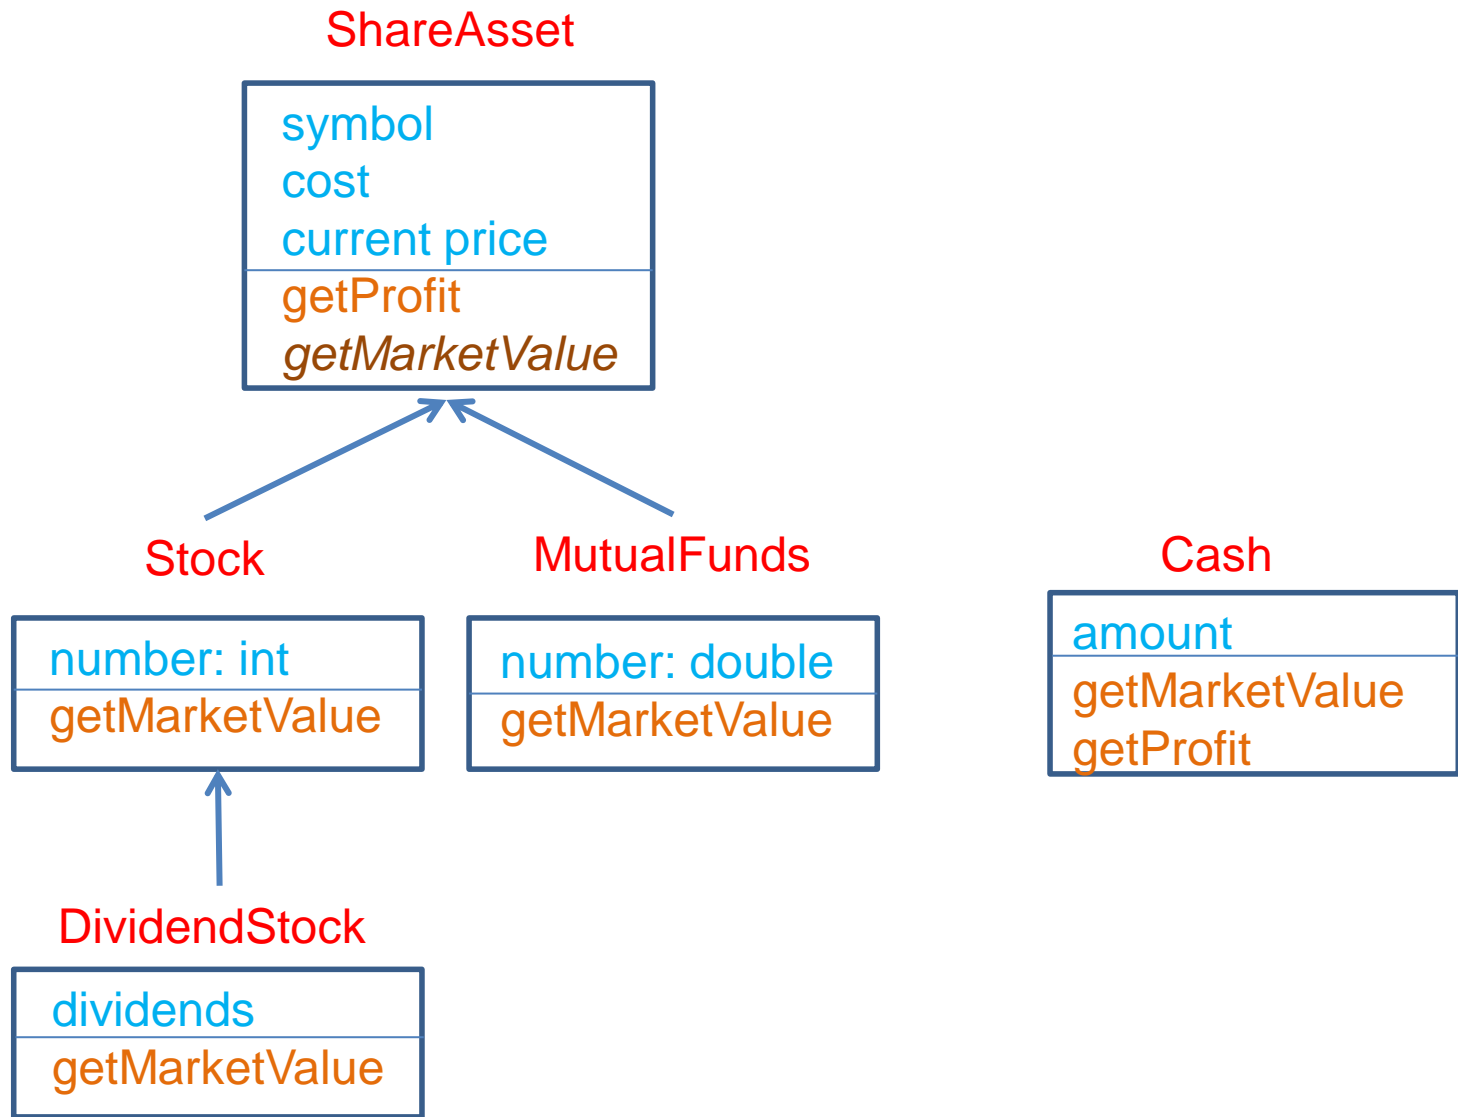 ShareAsset
symbol
cost
current price
getProfit
getMarketValue
Stock
number: int
getMarketValue
MutualFunds
number: double
getMarketValue
Cash
amount
getMarketValue
getProfit
DividendStock
dividends
getMarketValue